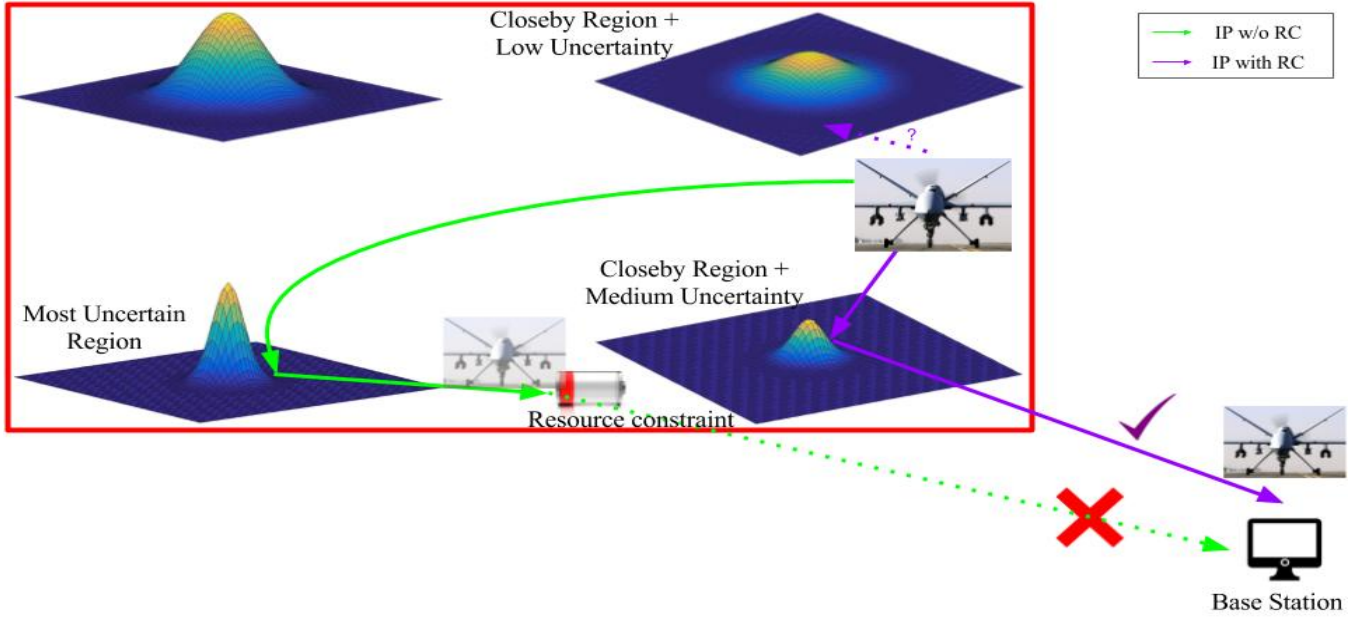 Closeby Region +
Low Uncertainty
IP w/o RC
IP with RC
?
Closeby Region +
Medium Uncertainty
Most Uncertain
Region
Resource constraint
Base Station